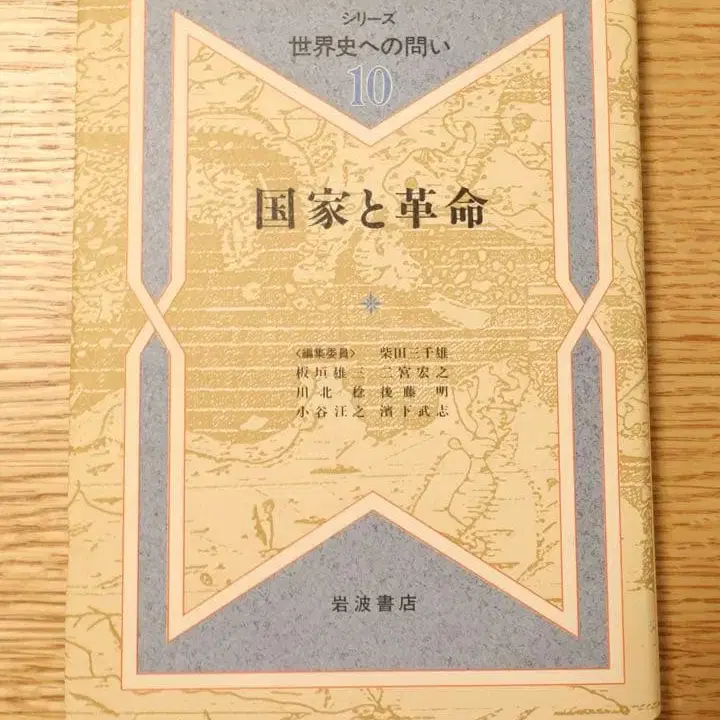 シリーズ
世界史への問い
10
国家と革命
〈編集委員〉 柴田三千雄
板垣雄三 二宮宏之
川北稔 後藤明
小谷汪之 濱下武志
岩波書店